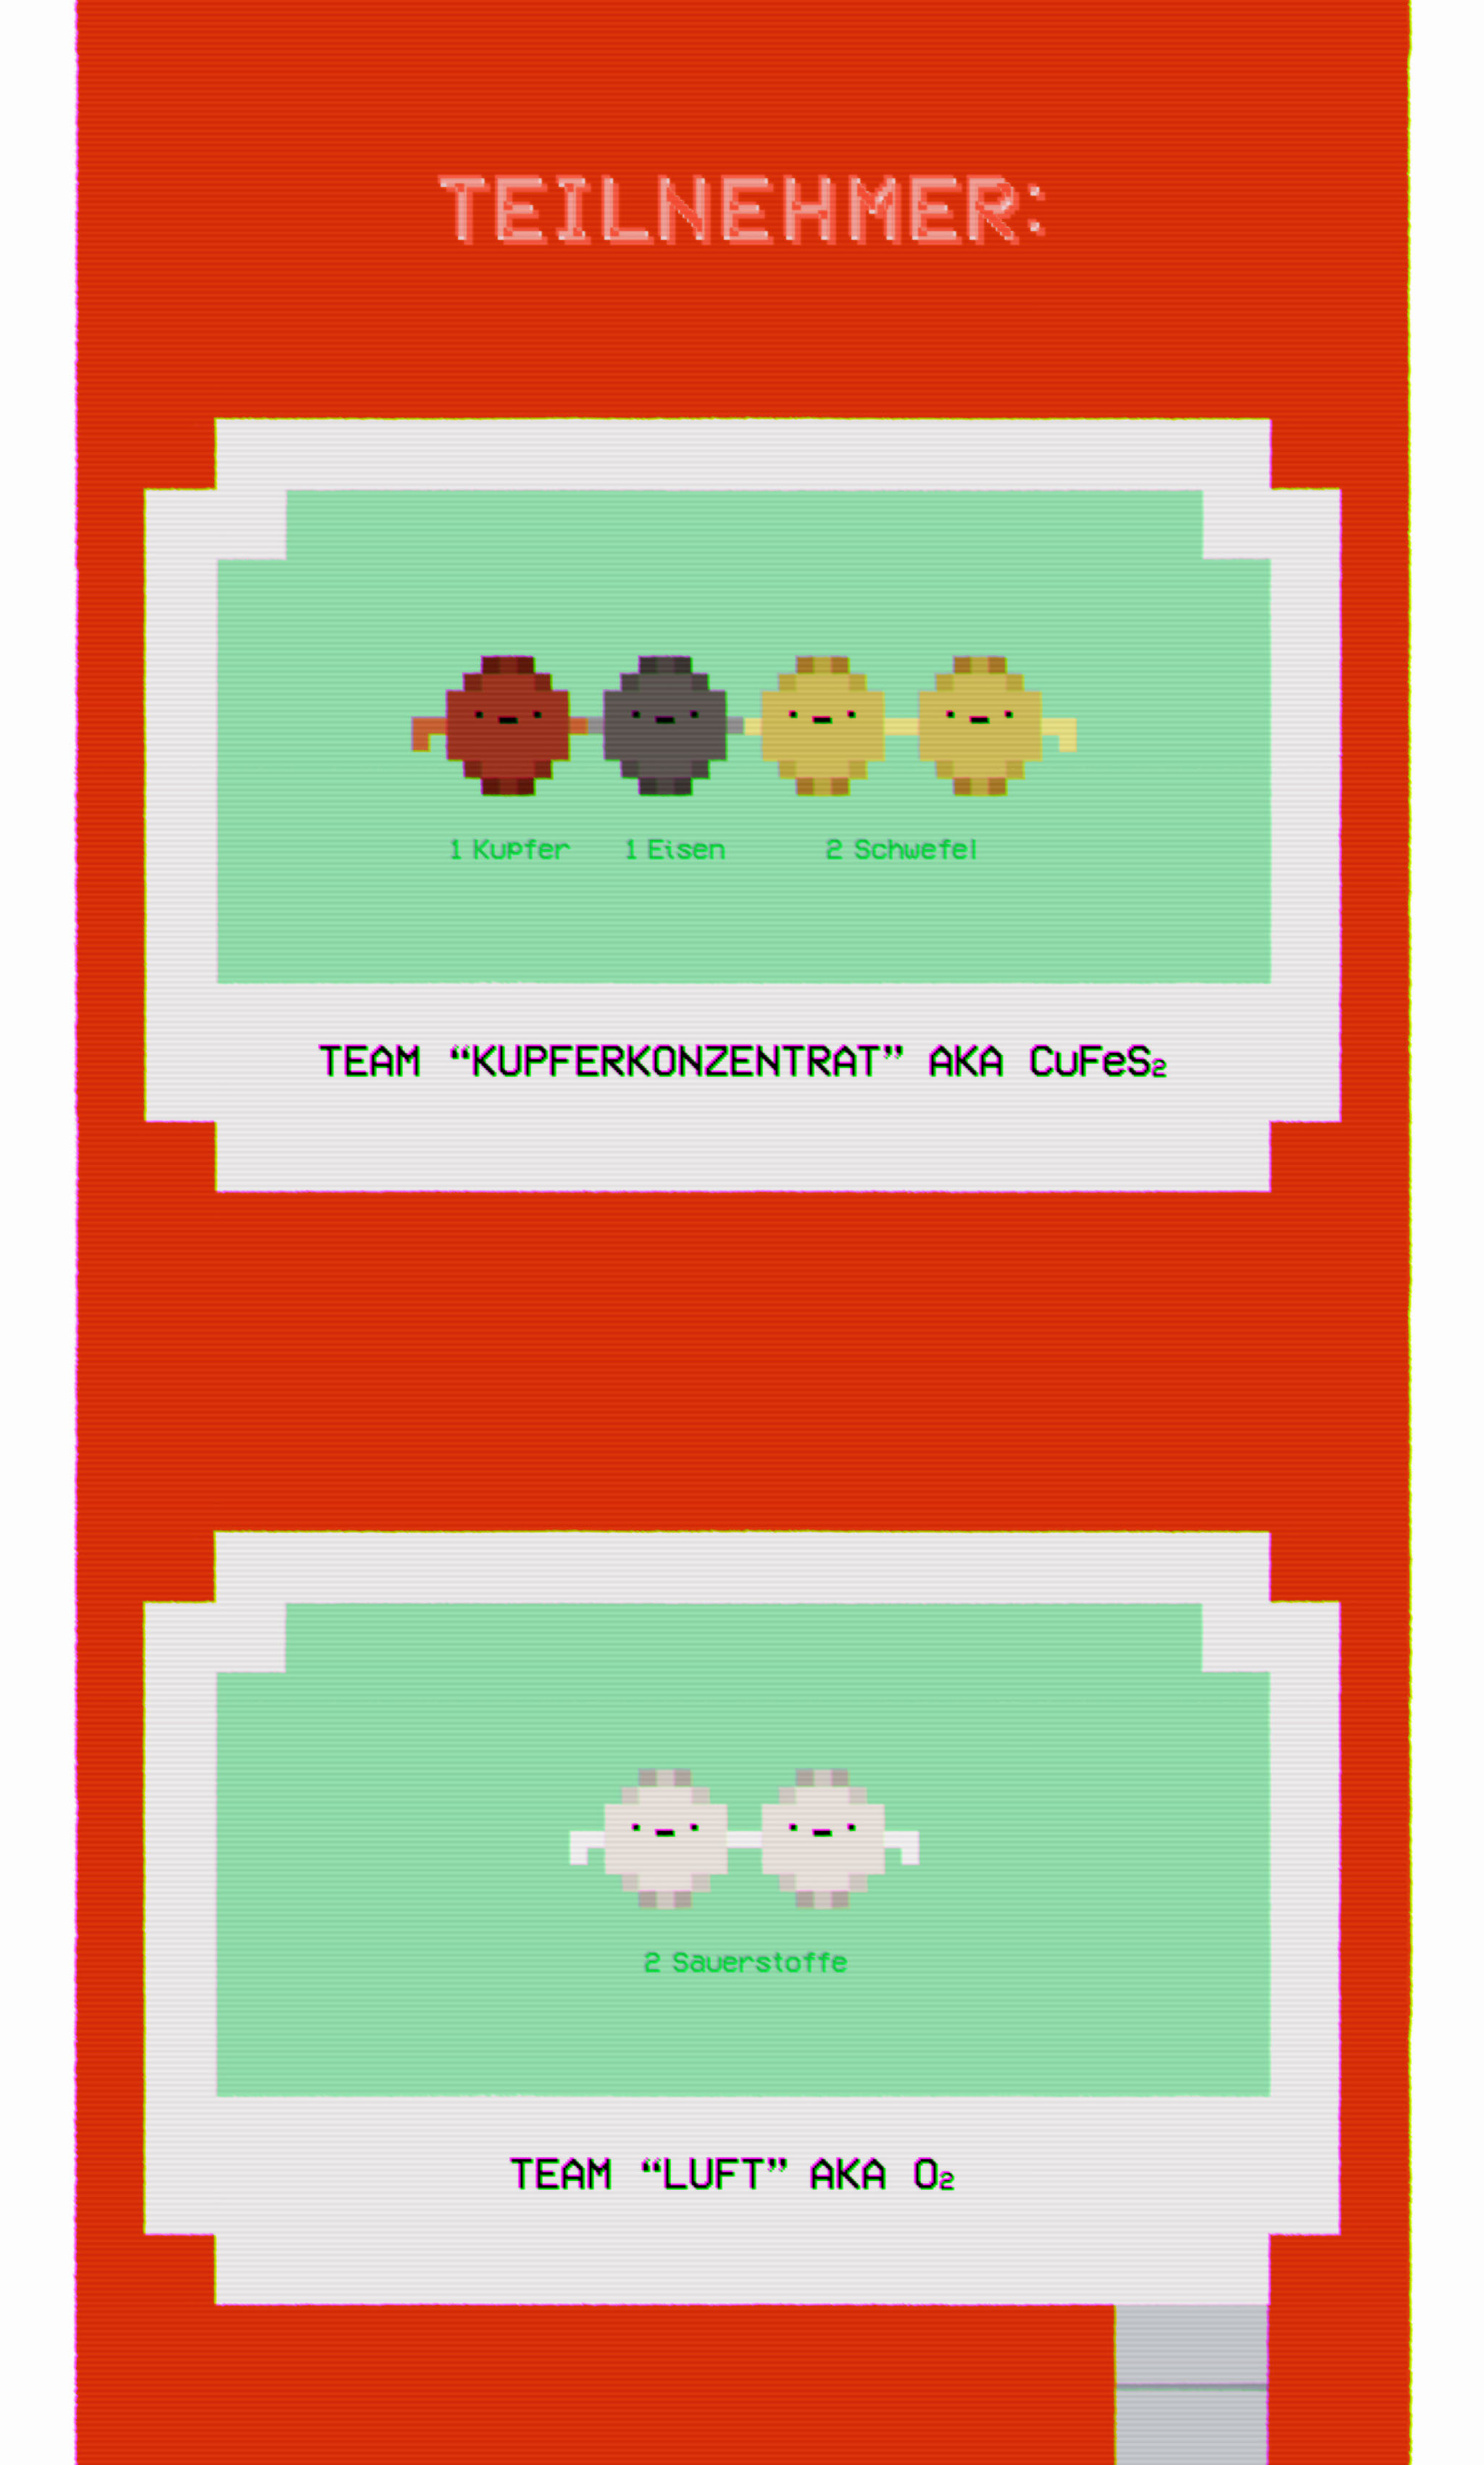 TEILNEHMER:
1 Kupfer 1 Eisen 2 Schwefel
TEAM “KUPFERKONZENTRAT” AKA CuFeS₂
2 Sauerstoffe
TEAM “LUFT” AKA O₂